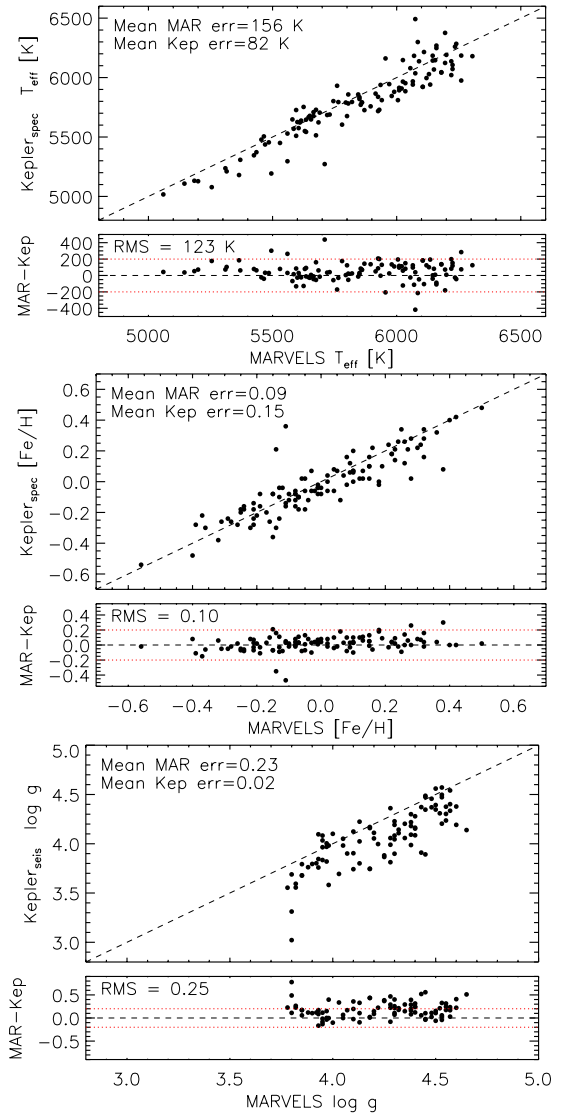 Mean MAR err=156 K
Mean Kep err=82 K
Kepler_spec T_eff [K]
6500
6000
5500
5000
RMS = 123 K
MAR-Kep
400
200
0
-200
-400
5000 5500 6000 6500
MARVELS T_eff [K]
Mean MAR err=0.09
Mean Kep err=0.15
Kepler_spec [Fe/H]
0.6
0.4
0.2
0.0
-0.2
-0.4
-0.6
RMS = 0.10
MAR-Kep
0.4
0.2
0.0
-0.2
-0.4
-0.6 -0.4 -0.2 0.0 0.2 0.4 0.6
MARVELS [Fe/H]
Mean MAR err=0.23
Mean Kep err=0.02
Kepler_seis log g
5.0
4.5
4.0
3.5
3.0
RMS = 0.25
MAR-Kep
0.5
0.0
-0.5
3.0 3.5 4.0 4.5 5.0
MARVELS log g